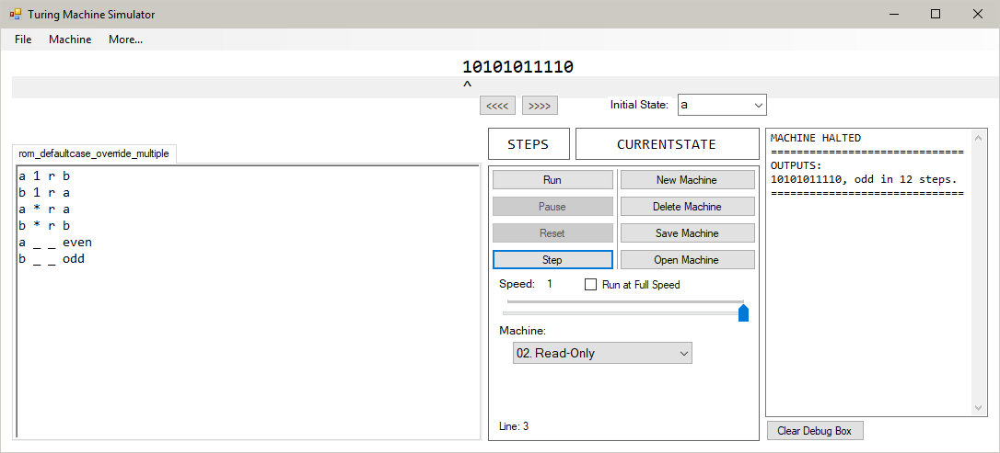 Turing Machine Simulator
File Machine More...
10101011110
^
<<<< >>>> Initial State: a
rom_defaultcase_override_multiple
a 1 r b
b 1 r a
a * r a
b * r b
a _ _ even
b _ _ odd
STEPS CURRENTSTATE
Run New Machine
Pause Delete Machine
Reset Save Machine
Step Open Machine
Speed: 1 Run at Full Speed
Machine:
02. Read-Only
Line: 3
MACHINE HALTED
==============================
OUTPUTS:
10101011110, odd in 12 steps.
==============================
Clear Debug Box